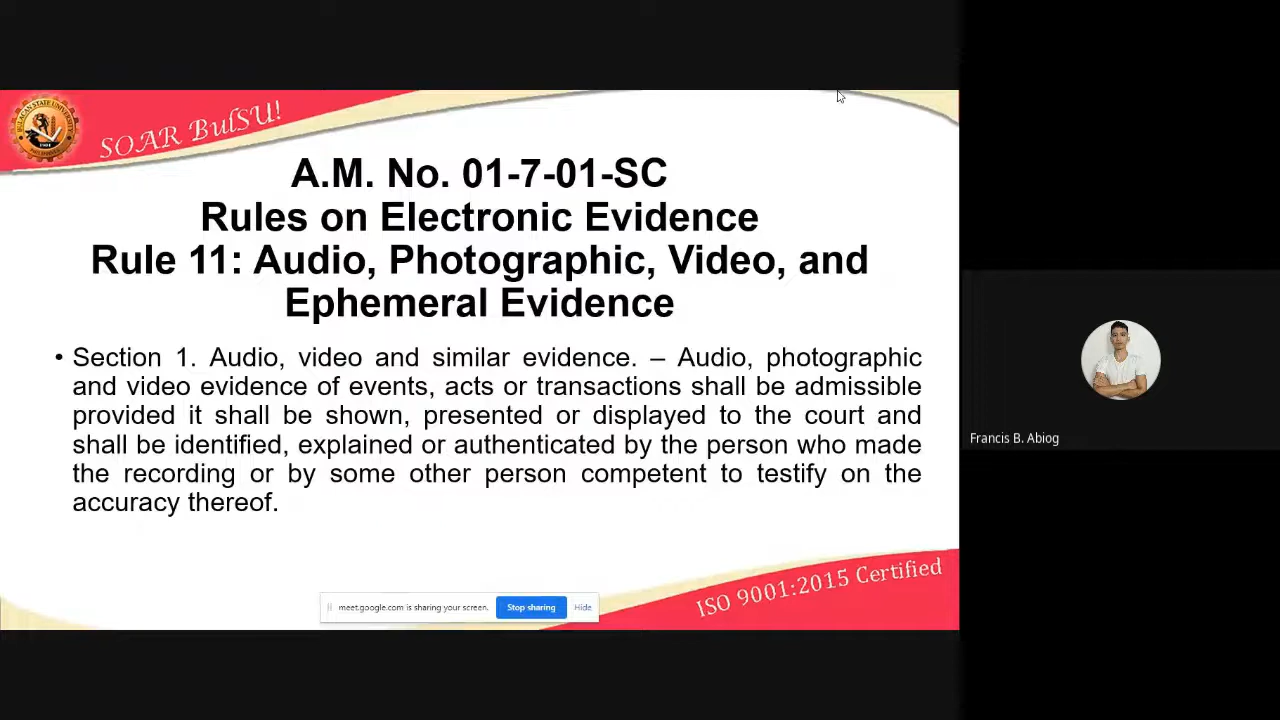 SOAR BulSU!
A.M. No. 01-7-01-SC
Rules on Electronic Evidence
Rule 11: Audio, Photographic, Video, and
Ephemeral Evidence
• Section 1. Audio, video and similar evidence. – Audio, photographic
and video evidence of events, acts or transactions shall be admissible
provided it shall be shown, presented or displayed to the court and
shall be identified, explained or authenticated by the person who made
the recording or by some other person competent to testify on the
accuracy thereof.
Francis B. Abiog
ISO 9001:2015 Certified
meet.google.com is sharing your screen. Stop sharing Hide